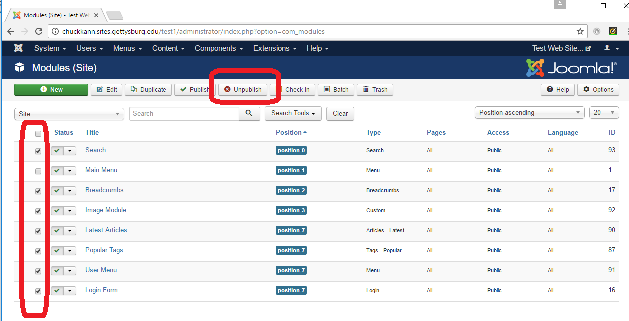 Modules (Site) - Test Web
chuckkann.sites.gettysburg.edu/test1/administrator/index.php?option=com_modules
System Users Menus Content Components Extensions Help Test Web Site...
Modules (Site) Joomla!
New Edit Duplicate Publish Unpublish Check in Batch Trash Help Options
Site Search Search Tools Clear Position ascending 20
Status Title Position Type Pages Access Language ID
Search position 0 Search All Public All 93
Main Menu position 1 Menu All Public All 1
Breadcrumbs position 2 Breadcrumbs All Public All 17
Image Module position 3 Custom All Public All 92
Latest Articles position 7 Articles - Latest All Public All 90
Popular Tags position 7 Tags - Popular All Public All 87
User Menu position 7 Menu All Public All 91
Login Form position 7 Login All Public All 16